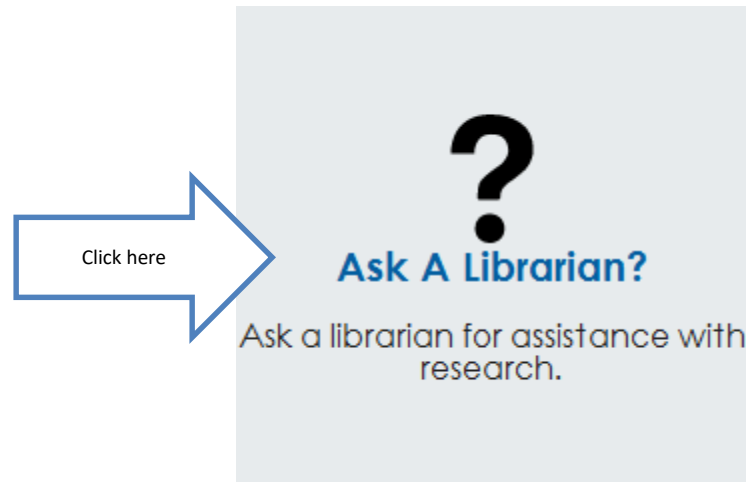 ?
Click here
Ask A Librarian?
Ask a librarian for assistance with
research.